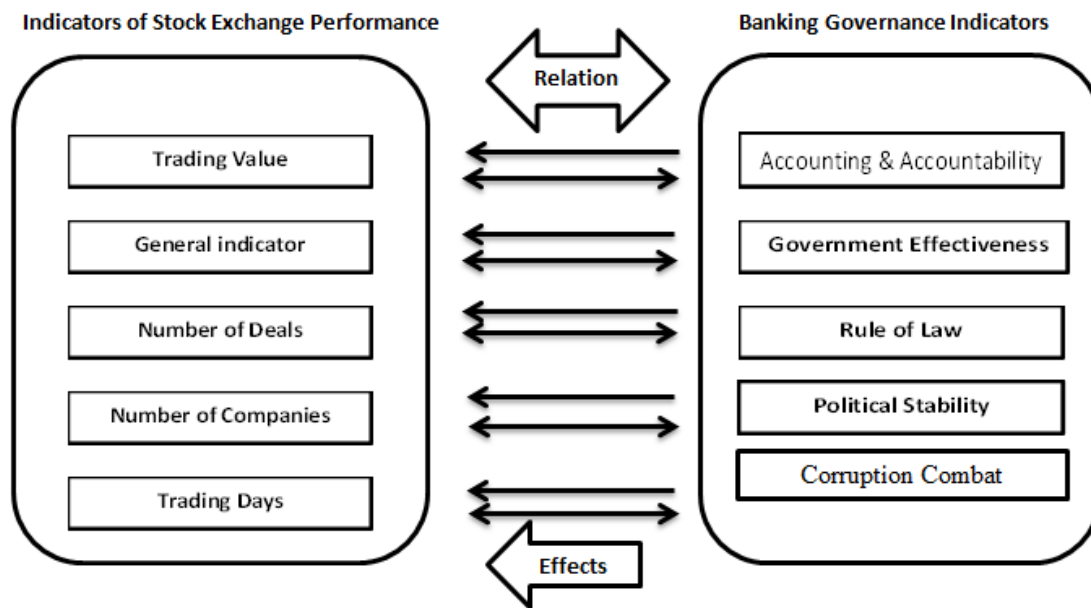 Indicators of Stock Exchange Performance
Banking Governance Indicators
Relation
Trading Value
Accounting & Accountability
General indicator
Government Effectiveness
Number of Deals
Rule of Law
Number of Companies
Political Stability
Corruption Combat
Trading Days
Effects